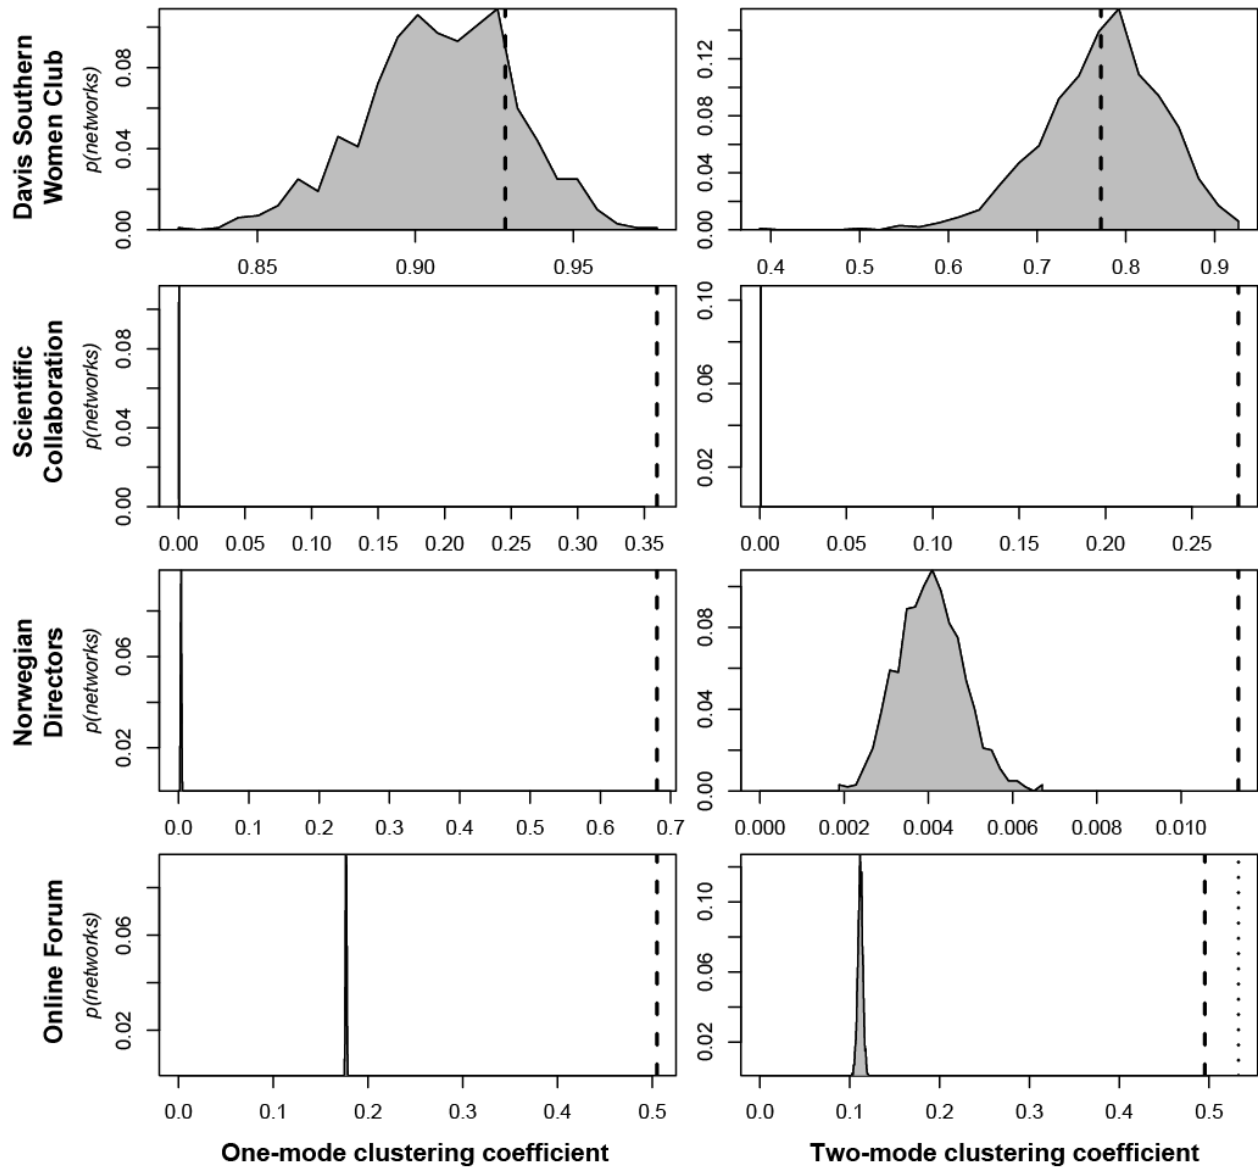 Davis Southern
Women Club
p(networks)
0.00 0.04 0.08
0.85 0.90 0.95
0.00 0.04 0.08 0.12
0.4 0.5 0.6 0.7 0.8 0.9
Scientific
Collaboration
p(networks)
0.00 0.04 0.08
0.00 0.05 0.10 0.15 0.20 0.25 0.30 0.35
0.02 0.06 0.10
0.00 0.05 0.10 0.15 0.20 0.25
Norwegian
Directors
p(networks)
0.02 0.06
0.0 0.1 0.2 0.3 0.4 0.5 0.6 0.7
0.00 0.04 0.08
0.000 0.002 0.004 0.006 0.008 0.010
Online Forum
p(networks)
0.02 0.06
0.0 0.1 0.2 0.3 0.4 0.5
0.02 0.06 0.10
0.0 0.1 0.2 0.3 0.4 0.5
One-mode clustering coefficient
Two-mode clustering coefficient